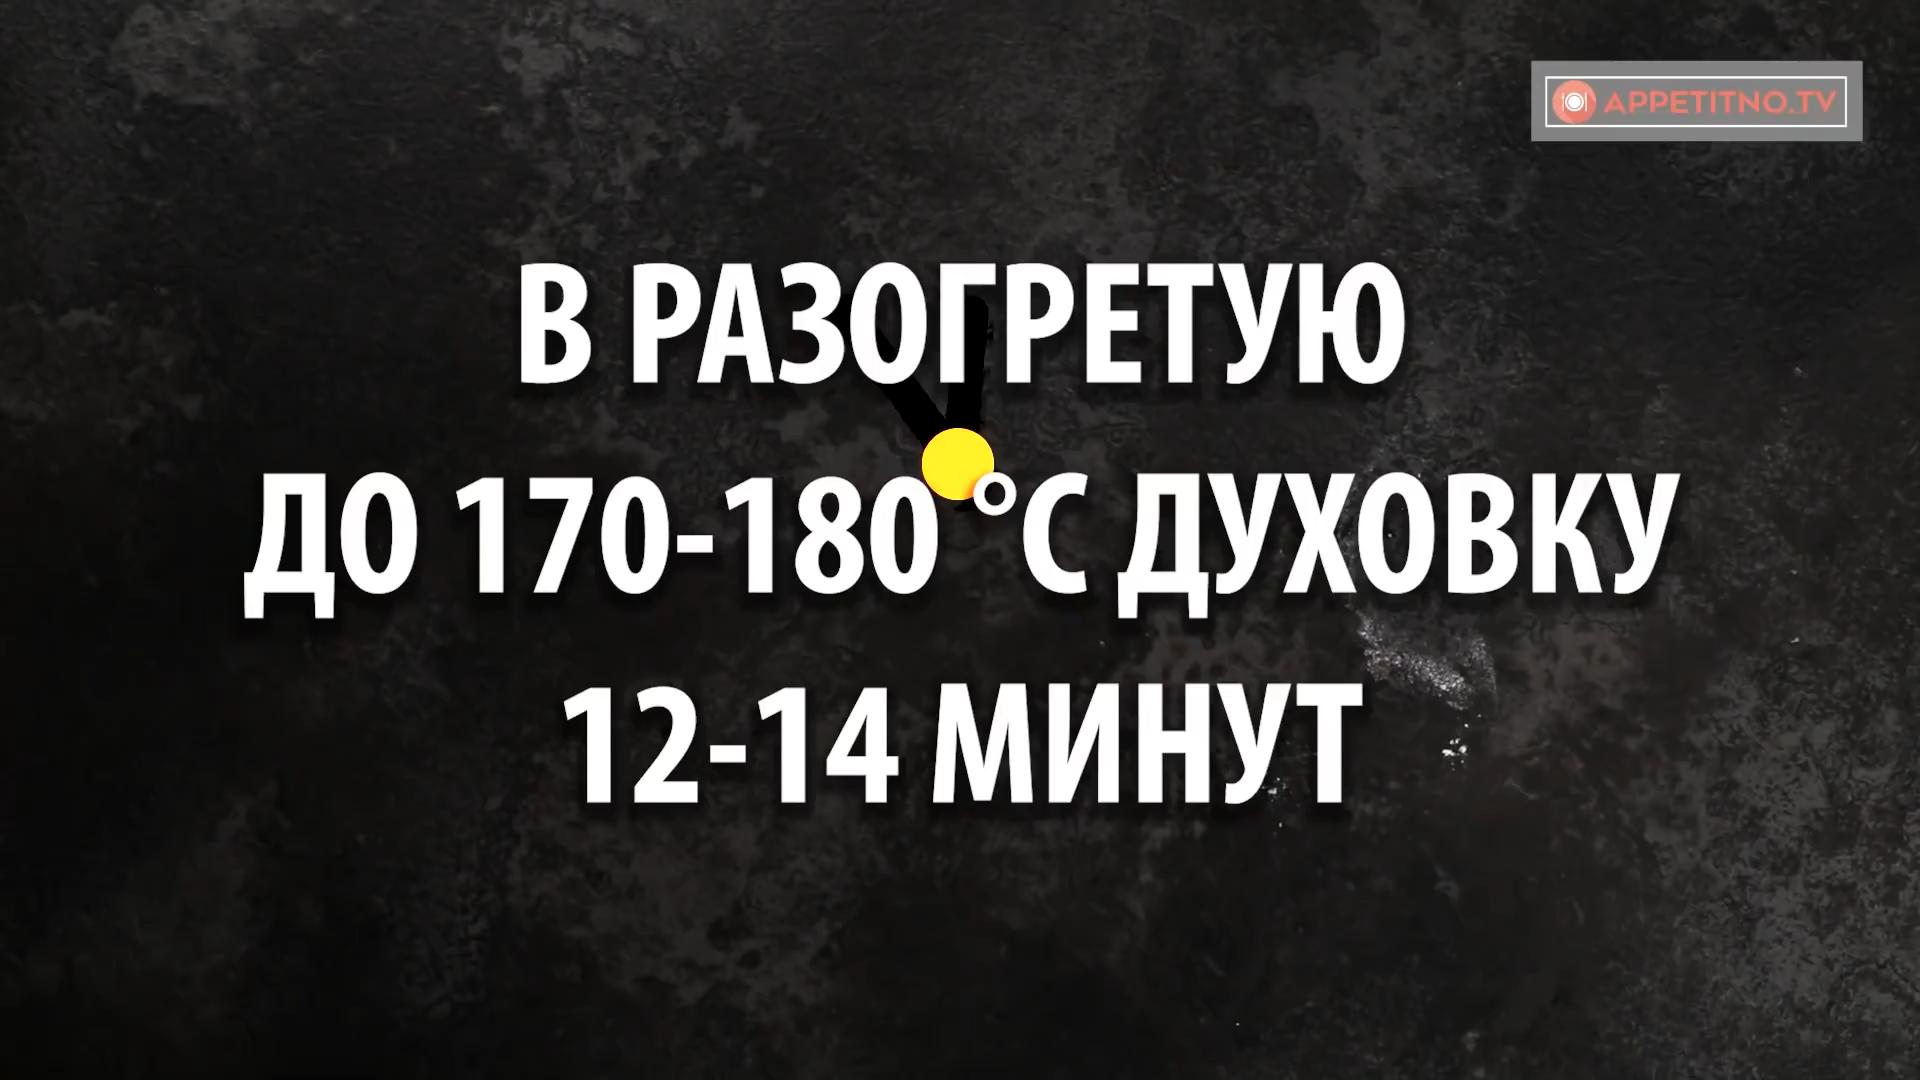 APPETITNO.TV
В РАЗОГРЕТУЮ
ДО 170-180 °С ДУХОВКУ
12-14 МИНУТ